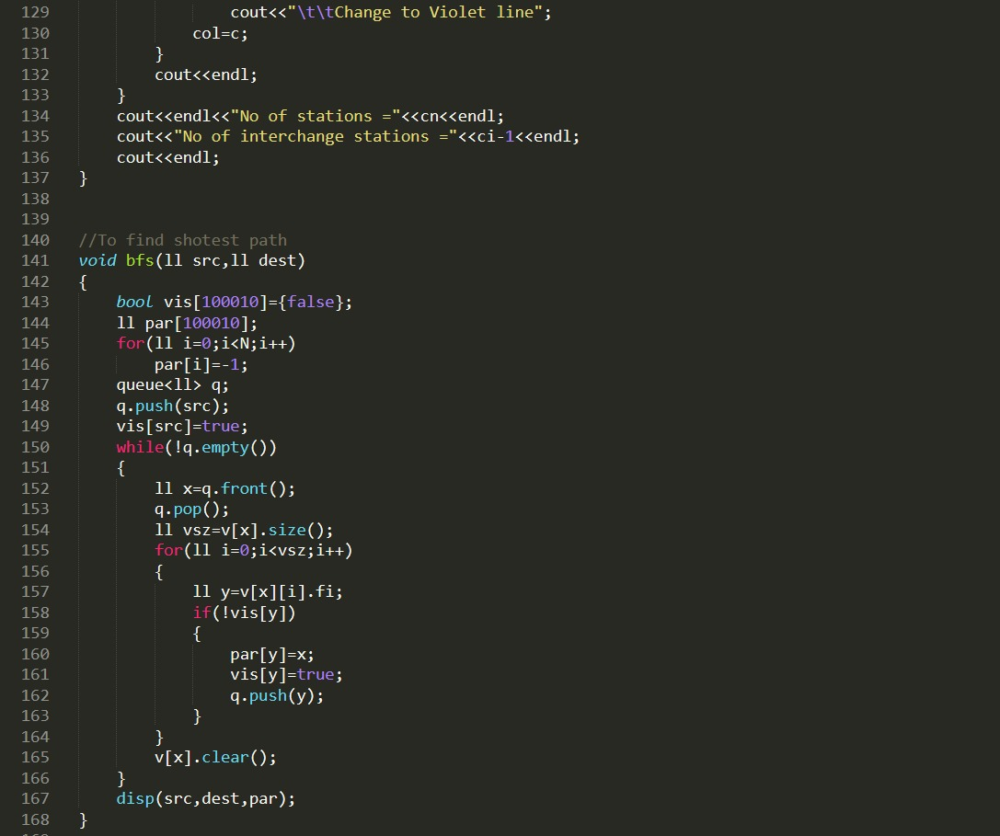 129                 cout<<"\t\tChange to Violet line";
130             col=c;
131         }
132         cout<<endl;
133     }
134     cout<<endl<<"No of stations ="<<cn<<endl;
135     cout<<"No of interchange stations ="<<ci-1<<endl;
136     cout<<endl;
137 }
138
139
140 //To find shotest path
141 void bfs(ll src,ll dest)
142 {
143     bool vis[100010]={false};
144     ll par[100010];
145     for(ll i=0;i<N;i++)
146         par[i]=-1;
147     queue<ll> q;
148     q.push(src);
149     vis[src]=true;
150     while(!q.empty())
151     {
152         ll x=q.front();
153         q.pop();
154         ll vsz=v[x].size();
155         for(ll i=0;i<vsz;i++)
156         {
157             ll y=v[x][i].fi;
158             if(!vis[y])
159             {
160                 par[y]=x;
161                 vis[y]=true;
162                 q.push(y);
163             }
164         }
165         v[x].clear();
166     }
167     disp(src,dest,par);
168 }